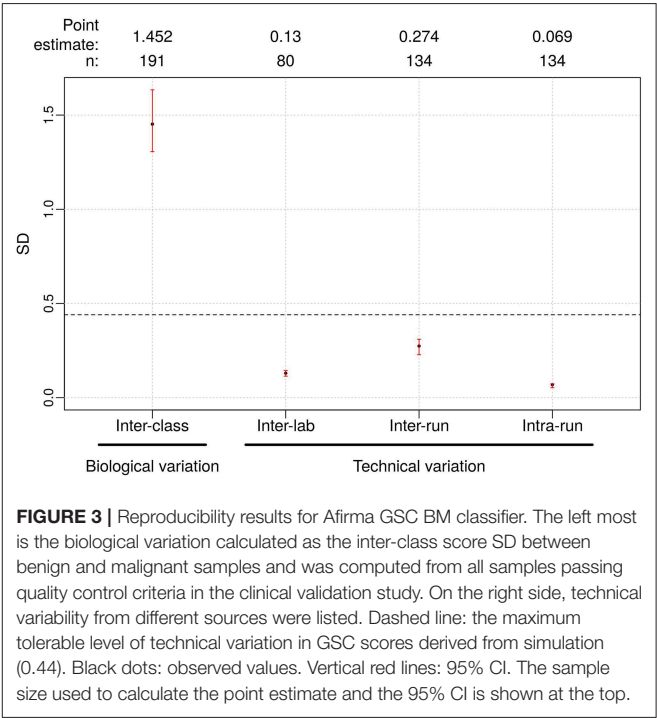 Point estimate: 1.452 0.13 0.274 0.069
n: 191 80 134 134
SD
1.5
1.0
0.5
0.0
Inter-class Inter-lab Inter-run Intra-run
Biological variation Technical variation
FIGURE 3 | Reproducibility results for Afirma GSC BM classifier. The left most
is the biological variation calculated as the inter-class score SD between
benign and malignant samples and was computed from all samples passing
quality control criteria in the clinical validation study. On the right side, technical
variability from different sources were listed. Dashed line: the maximum
tolerable level of technical variation in GSC scores derived from simulation
(0.44). Black dots: observed values. Vertical red lines: 95% CI. The sample
size used to calculate the point estimate and the 95% CI is shown at the top.